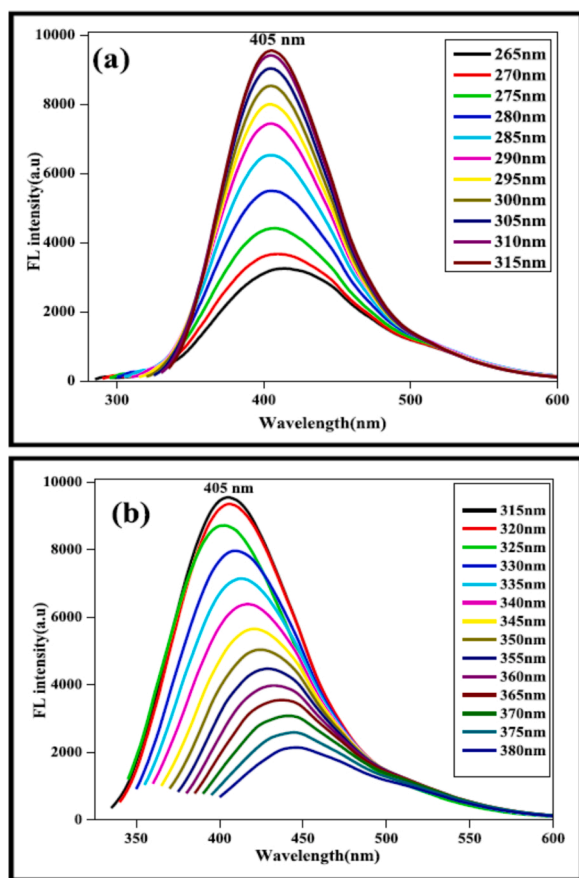 (a)
405 nm
10000
8000
6000
4000
2000
0
FL intensity(a.u)
300
400
500
600
Wavelength(nm)
265nm
270nm
275nm
280nm
285nm
290nm
295nm
300nm
305nm
310nm
315nm
(b)
405 nm
10000
8000
6000
4000
2000
0
FL intensity(a.u)
350
400
450
500
550
600
Wavelength(nm)
315nm
320nm
325nm
330nm
335nm
340nm
345nm
350nm
355nm
360nm
365nm
370nm
375nm
380nm